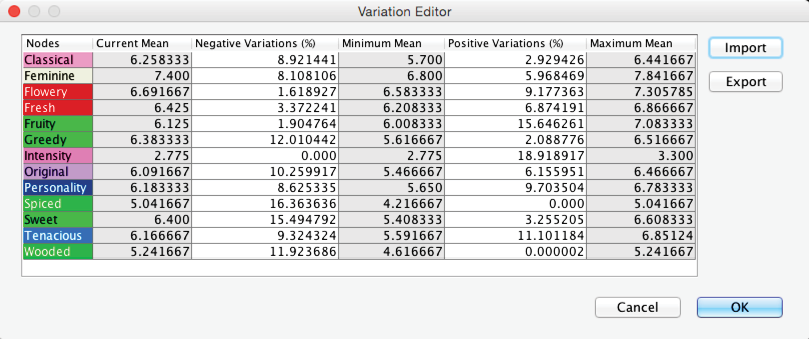 Variation Editor
Nodes Current Mean Negative Variations (%) Minimum Mean Positive Variations (%) Maximum Mean
Classical 6.258333 8.921441 5.700 2.929426 6.441667
Feminine 7.400 8.108106 6.800 5.968469 7.841667
Flowery 6.691667 1.618927 6.583333 9.177363 7.305785
Fresh 6.425 3.372241 6.208333 6.874191 6.866667
Fruity 6.125 1.904764 6.008333 15.646261 7.083333
Greedy 6.383333 12.010442 5.616667 2.088776 6.516667
Intensity 2.775 0.000 2.775 18.918917 3.300
Original 6.091667 10.259917 5.466667 6.155951 6.466667
Personality 6.183333 8.625335 5.650 9.703504 6.783333
Spiced 5.041667 16.363636 4.216667 0.000 5.041667
Sweet 6.400 15.494792 5.408333 3.255205 6.608333
Tenacious 6.166667 9.324324 5.591667 11.101184 6.85124
Wooded 5.241667 11.923686 4.616667 0.000002 5.241667
Import
Export
Cancel OK